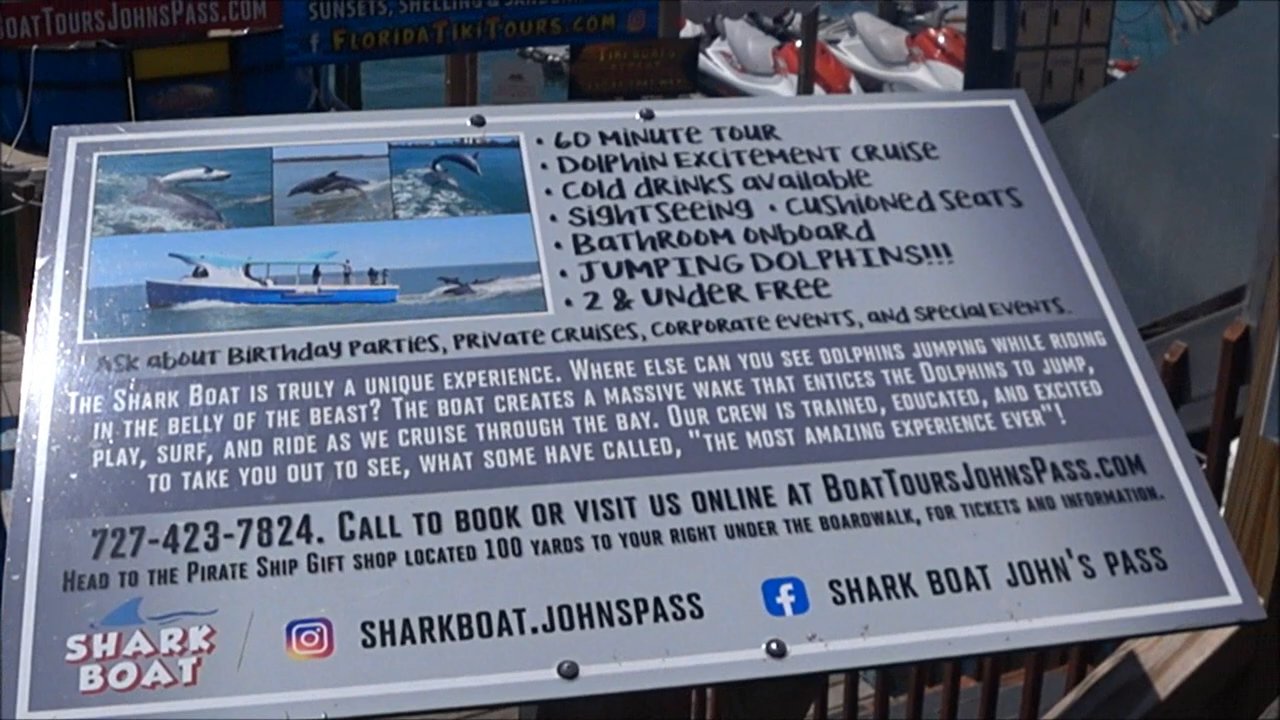 BOATTOURSJOHNSPASS.COM
SUNSETS, SHELLING &
FLORIDATIKITOURS.COM
• 60 MINUTE TOUR
• DOLPHIN EXCITEMENT CRUISE
• COLD DRINKS AVAILABLE
• SIGHTSEEING • CUSHIONED SEATS
• BATHROOM ONBOARD
• JUMPING DOLPHINS!!!
• 2 & UNDER FREE
ASK ABOUT BIRTHDAY PARTIES, PRIVATE CRUISES, CORPORATE EVENTS, AND SPECIAL EVENTS.
THE SHARK BOAT IS TRULY A UNIQUE EXPERIENCE. WHERE ELSE CAN YOU SEE DOLPHINS JUMPING WHILE RIDING
IN THE BELLY OF THE BEAST? THE BOAT CREATES A MASSIVE WAKE THAT ENTICES THE DOLPHINS TO JUMP,
PLAY, SURF, AND RIDE AS WE CRUISE THROUGH THE BAY. OUR CREW IS TRAINED, EDUCATED, AND EXCITED
TO TAKE YOU OUT TO SEE, WHAT SOME HAVE CALLED, "THE MOST AMAZING EXPERIENCE EVER"!
727-423-7824. CALL TO BOOK OR VISIT US ONLINE AT BOATTOURSJOHNSPASS.COM
HEAD TO THE PIRATE SHIP GIFT SHOP LOCATED 100 YARDS TO YOUR RIGHT UNDER THE BOARDWALK, FOR TICKETS AND INFORMATION.
SHARK
BOAT
SHARKBOAT.JOHNSPASS
SHARK BOAT JOHN'S PASS